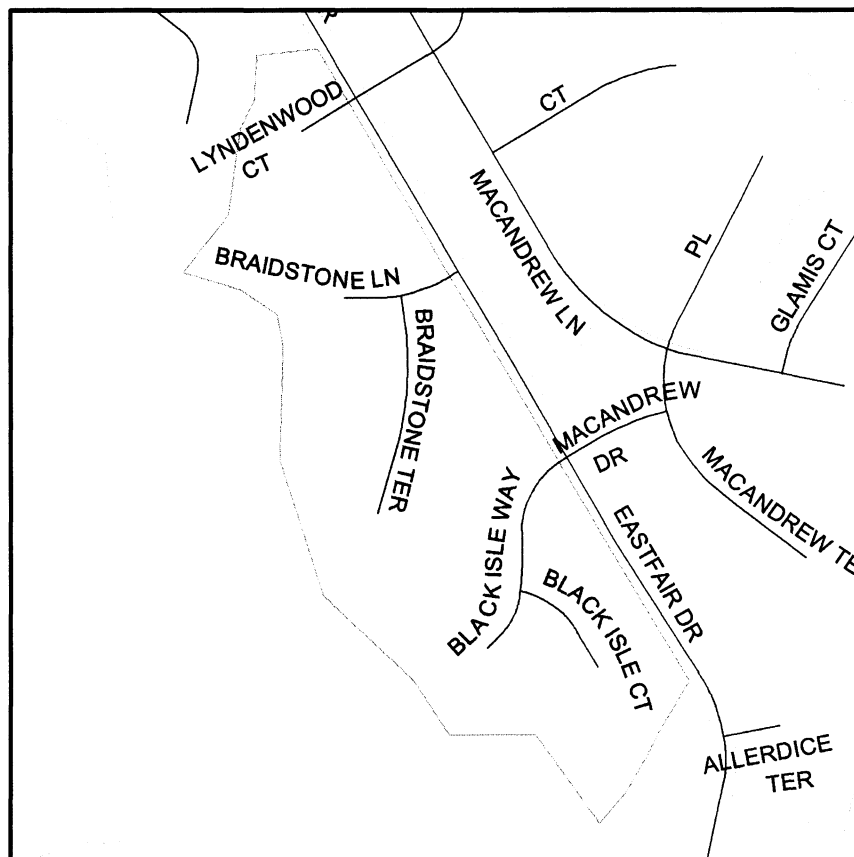 LYNDENWOOD
CT
CT
MACANDREW LN
PL
GLAMIS CT
BRAIDSTONE LN
BRAIDSTONE TER
MACANDREW
DR
MACANDREW TE
BLACK ISLE WAY
EASTFAIR DR
BLACK ISLE CT
ALLERDICE
TER